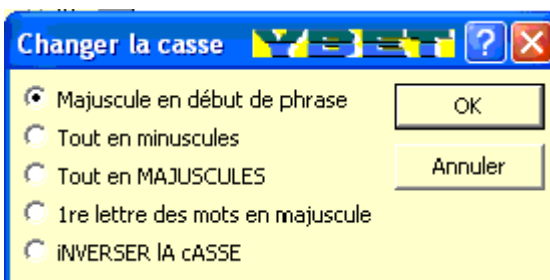 Changer la casse YBET ?
Majuscule en début de phrase
OK
Tout en minuscules
Tout en MAJUSCULES
Annuler
1re lettre des mots en majuscule
iNVERSER lA cASSE